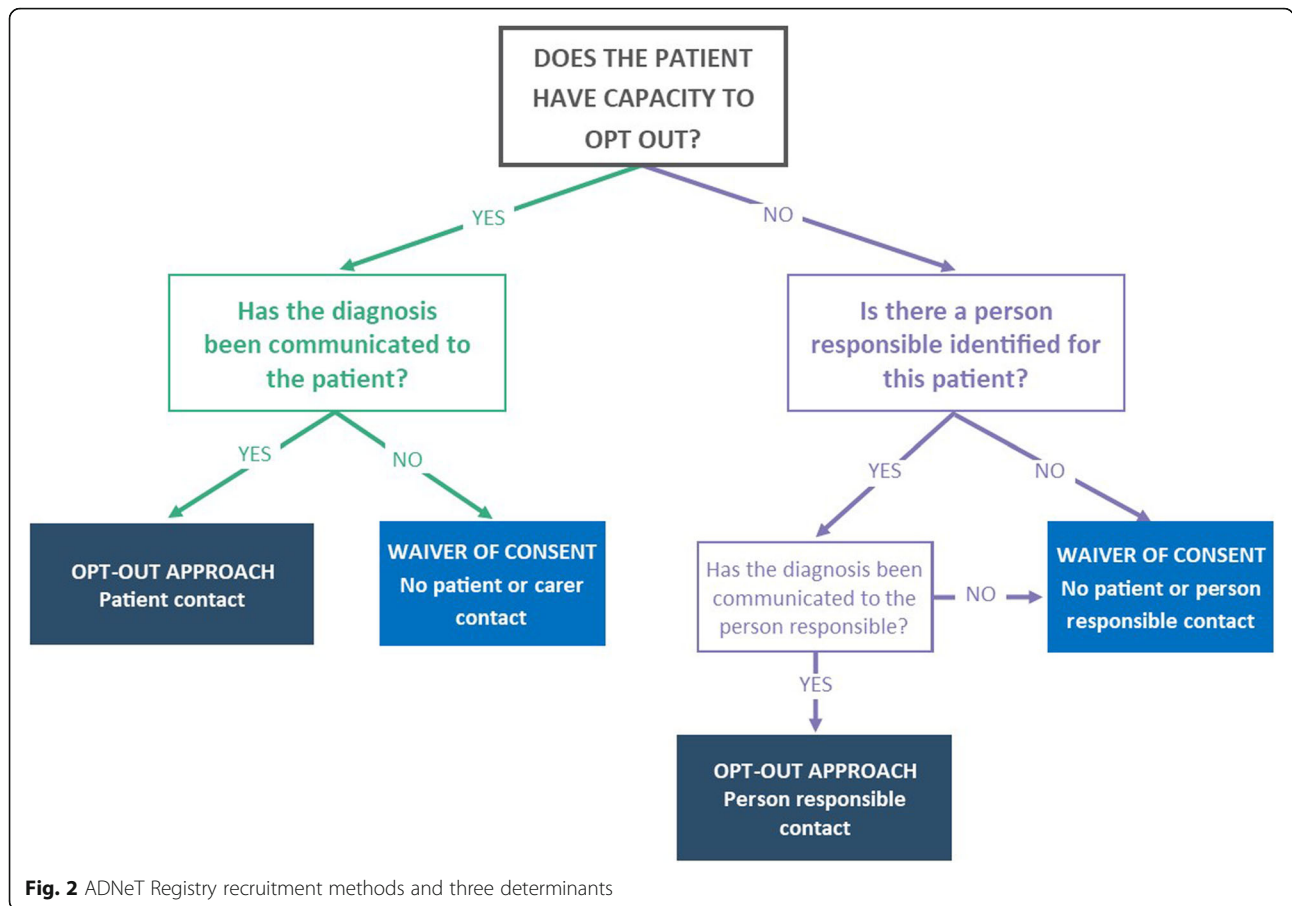 DOES THE PATIENT
HAVE CAPACITY TO
OPT OUT?
YES
NO
Has the diagnosis
been communicated to
the patient?
Is there a person
responsible identified for
this patient?
YES
NO
YES
NO
OPT-OUT APPROACH
Patient contact
WAIVER OF CONSENT
No patient or carer
contact
Has the diagnosis been
communicated to the
person responsible?
NO
WAIVER OF CONSENT
No patient or person
responsible contact
YES
OPT-OUT APPROACH
Person responsible
contact
Fig. 2 ADNeT Registry recruitment methods and three determinants